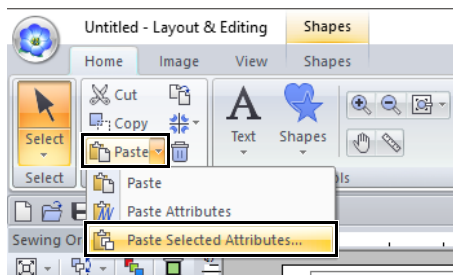 Untitled - Layout & Editing Shapes
Home Image View Shapes
Cut
Copy
Paste
Select
Text Shapes
Select
Paste
Paste Attributes
Paste Selected Attributes...
Sewing Or